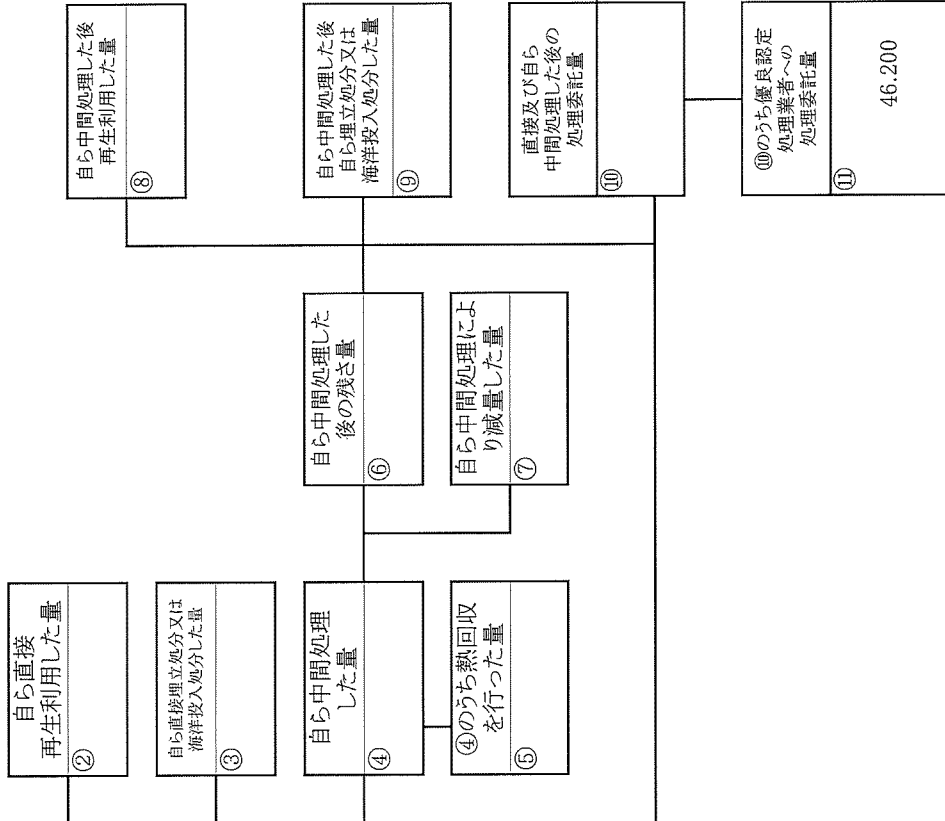 自ら直接
再生利用した量
②
自ら直接埋立処分又は
海洋投入処分した量
③
自ら中間処理
した量
④
④のうち熱回収
を行った量
⑤
自ら中間処理した
後の残さ量
⑥
自ら中間処理によ
り減量した量
⑦
自ら中間処理した後
再生利用した量
⑧
自ら中間処理した後
自ら埋立処分又は
海洋投入処分した量
⑨
直接及び自ら
中間処理した後の
処理委託量
⑩
⑩のうち優良認定
処理業者への
処理委託量
⑪
46.200